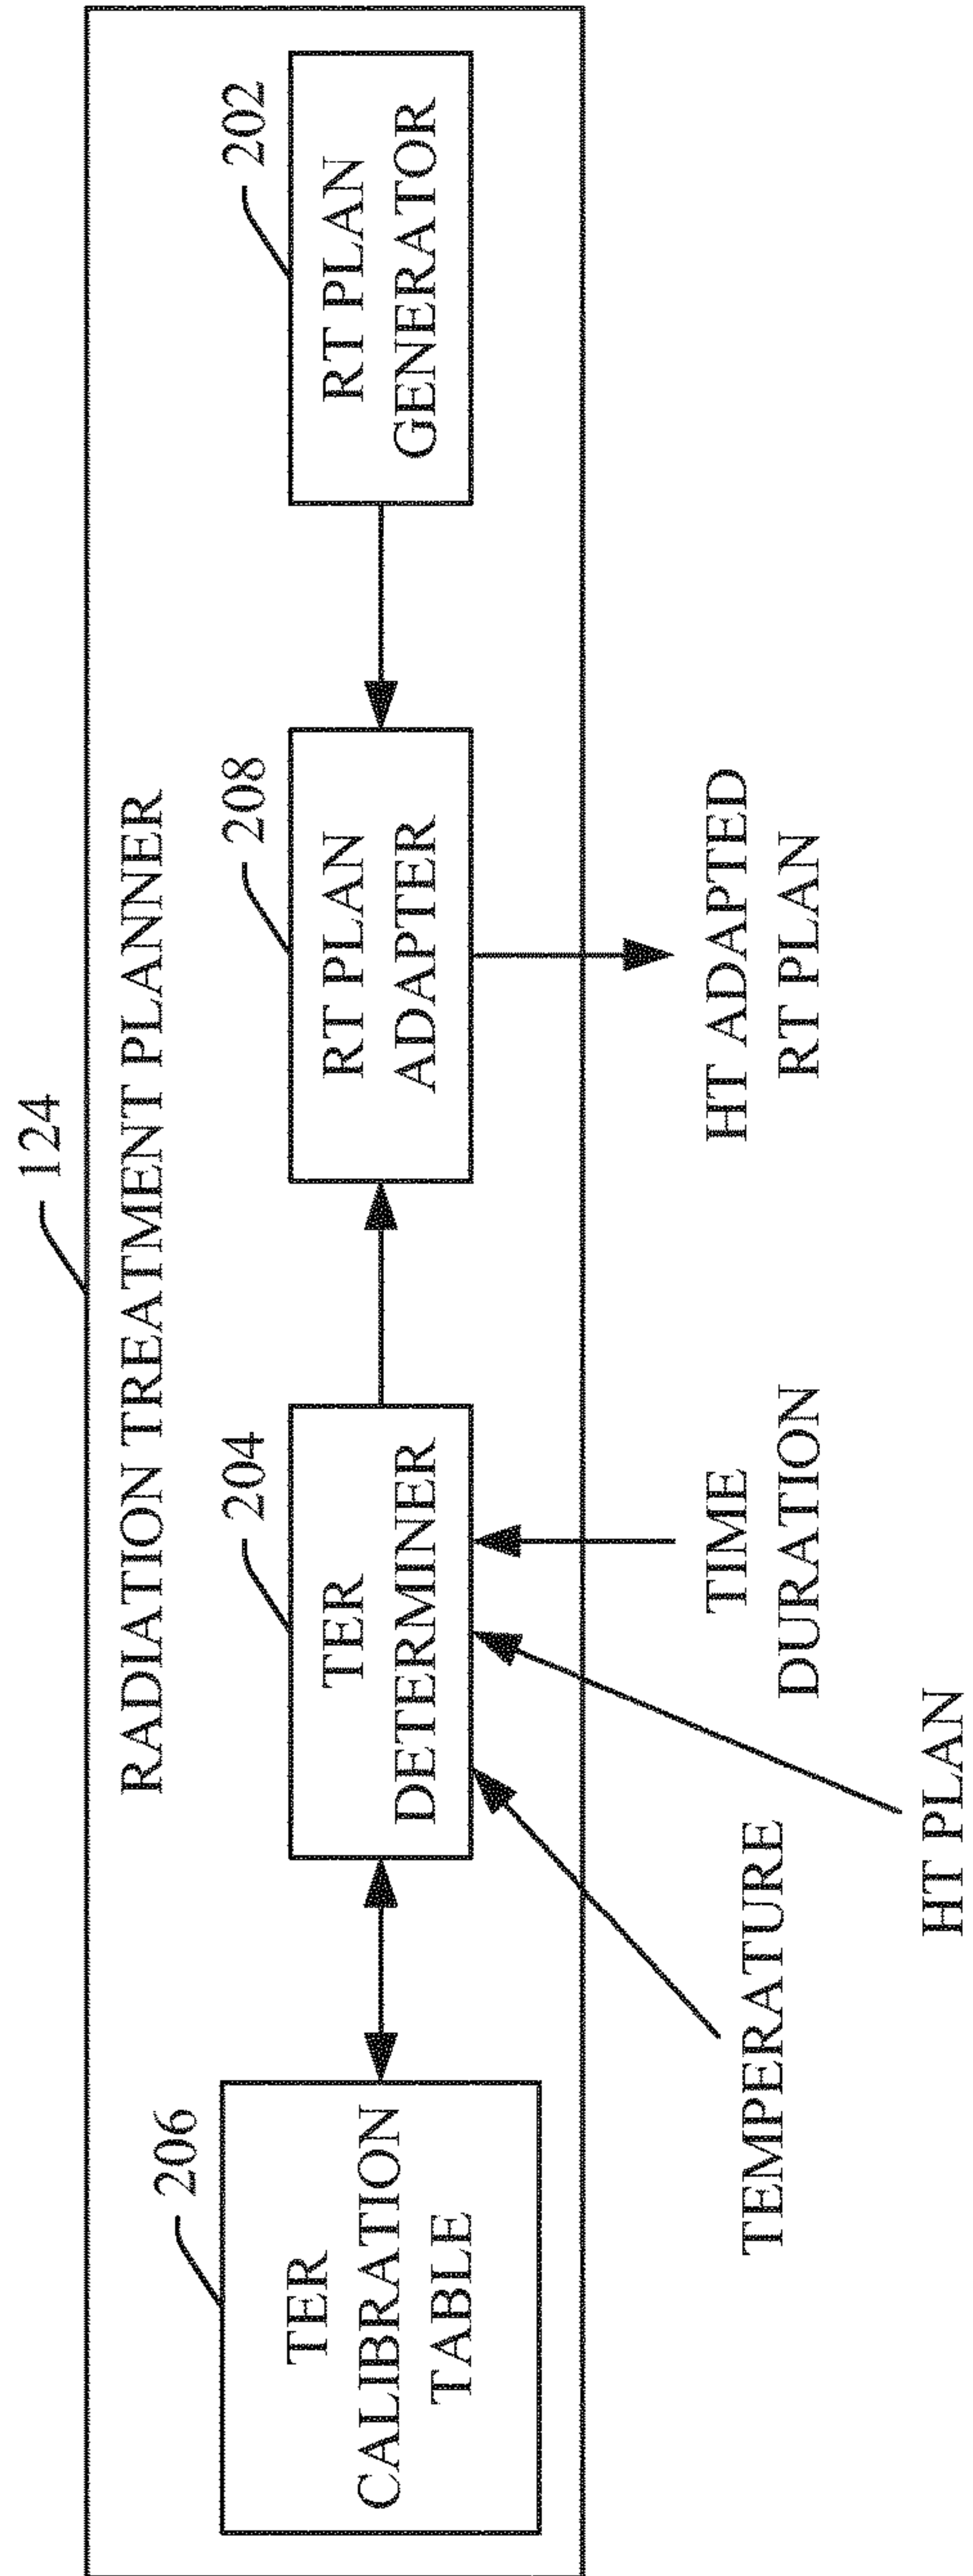 124
RADIATION TREATMENT PLANNER
206
TER
CALIBRATION
TABLE
204
TER
DETERMINER
208
RT PLAN
ADAPTER
202
RT PLAN
GENERATOR
TEMPERATURE
HT PLAN
TIME
DURATION
HT ADAPTED
RT PLAN